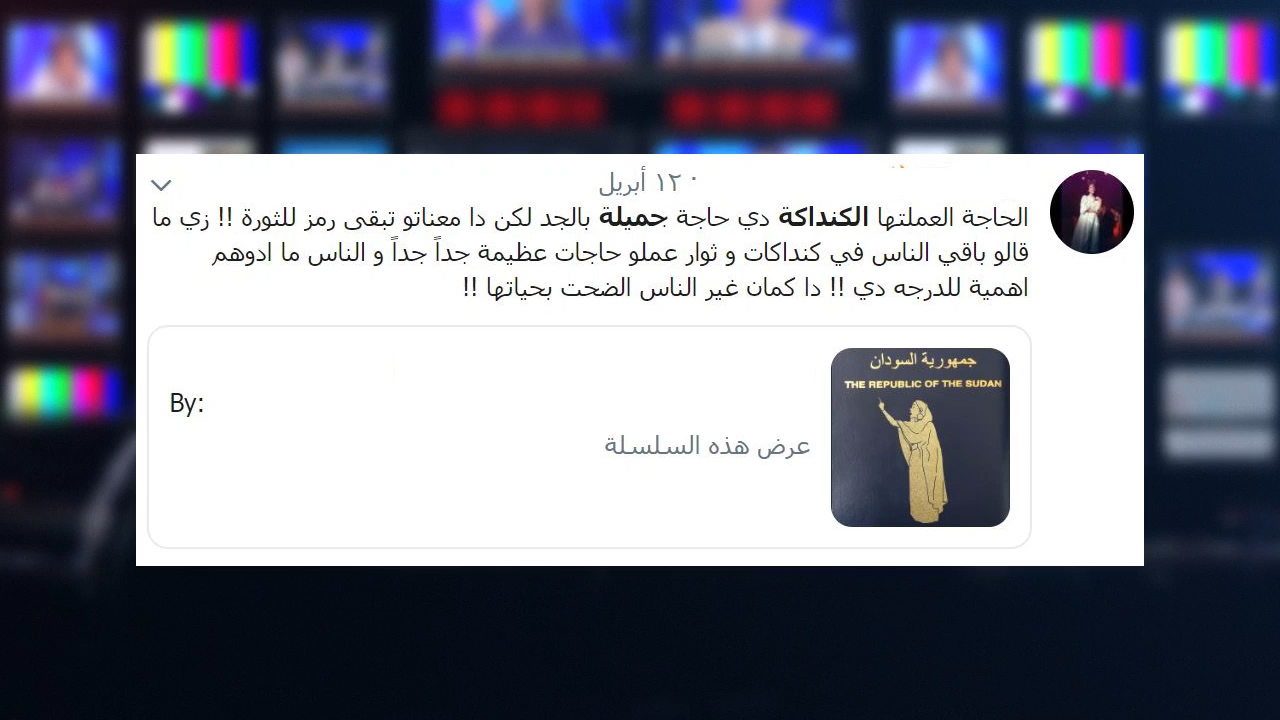 · ١٢ أبريل
الحاجة العملتها الكنداكة دي حاجة جميلة بالجد لكن دا معناتو تبقى رمز للثورة !! زي ما
قالو باقي الناس في كنداكات و ثوار عملو حاجات عظيمة جداً جداً و الناس ما ادوهم
اهمية للدرجه دي !! دا كمان غير الناس الضحت بحياتها !!
جمهورية السودان
THE REPUBLIC OF THE SUDAN
By:
عرض هذه السلسلة